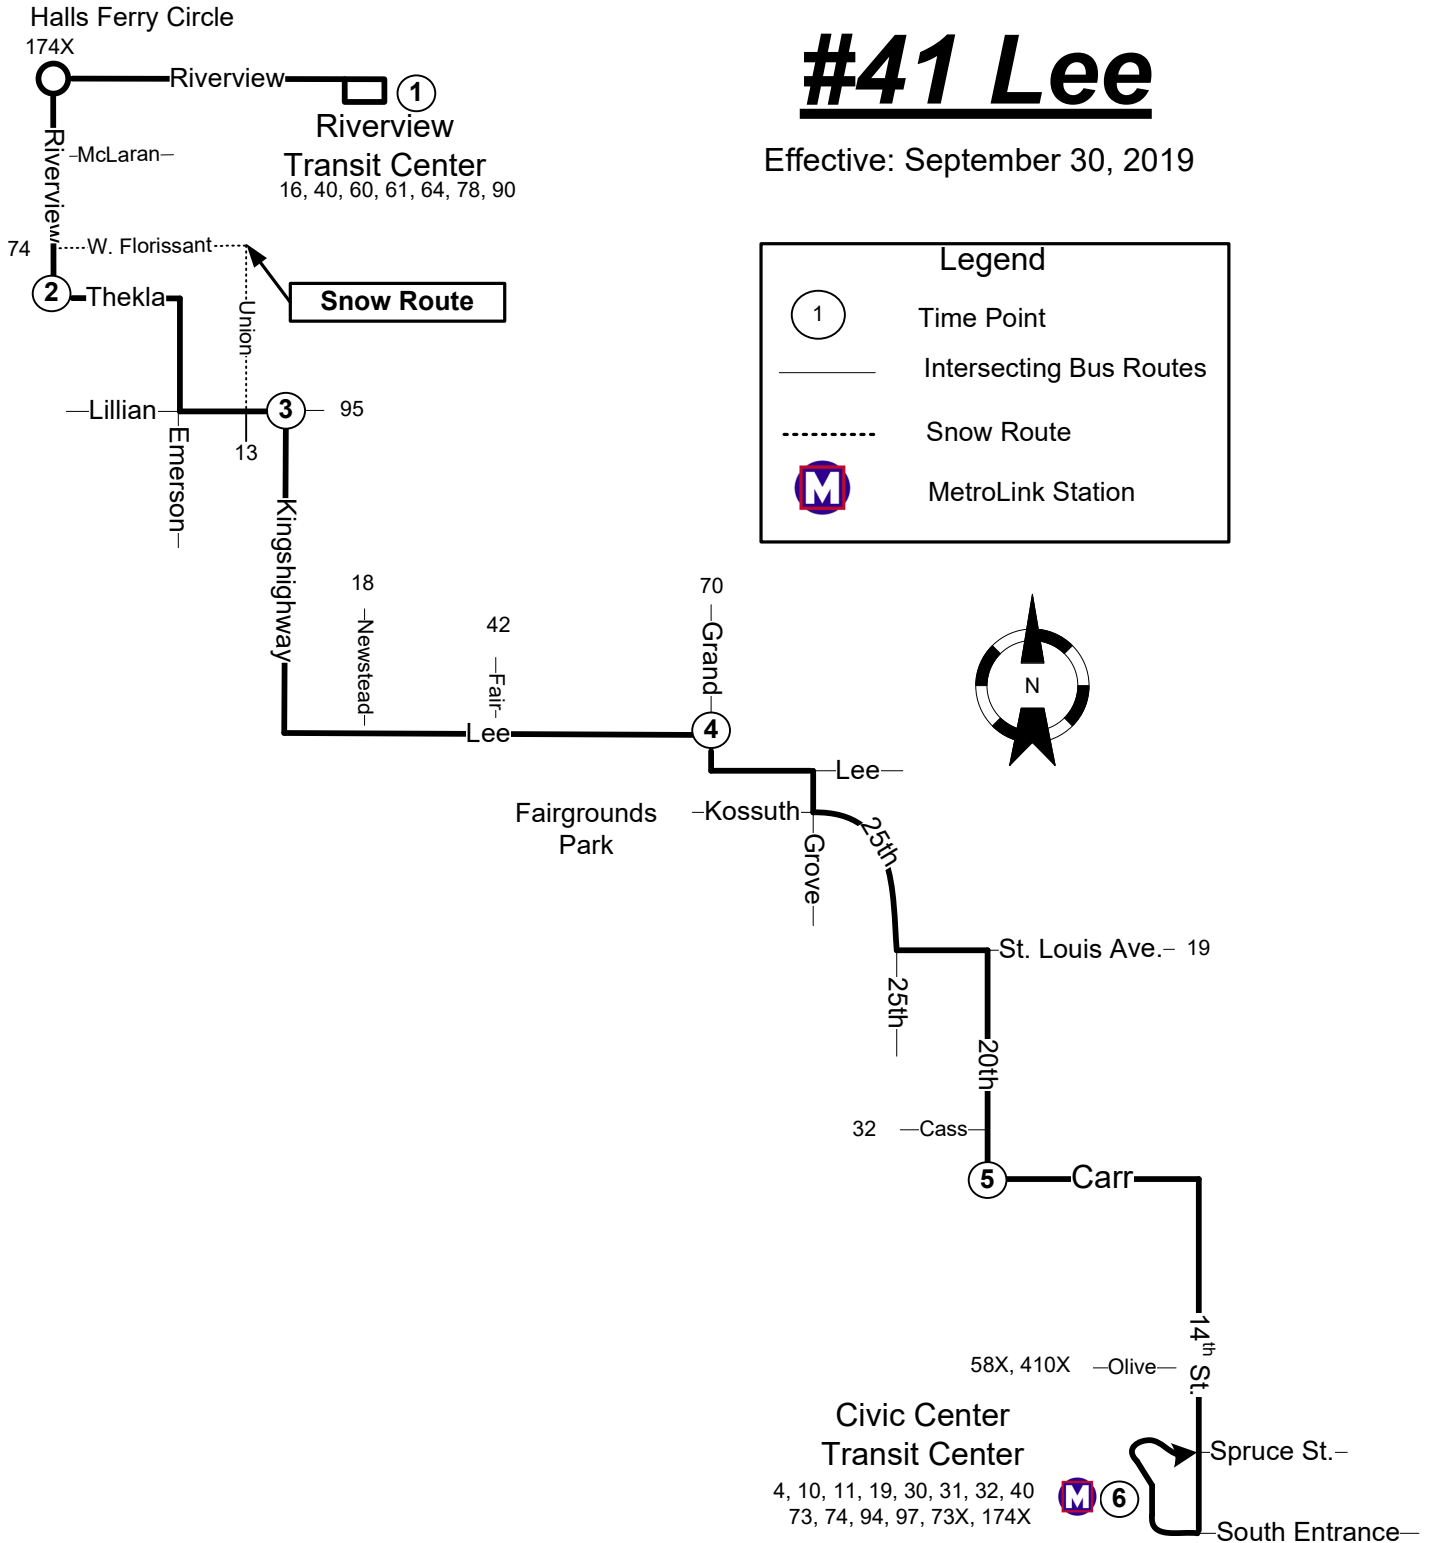 Halls Ferry Circle
174X
#41 Lee
Riverview
1
Riverview
Transit Center
16, 40, 60, 61, 64, 78, 90
Effective: September 30, 2019
Riverview
McLaran
74
W. Florissant
2
Thekla
Snow Route
Union
Legend
1
Time Point
Intersecting Bus Routes
Snow Route
M
MetroLink Station
Lillian
3
95
Emerson
13
Kingshighway
18
Newstead
42
Fair
70
Grand
N
Lee
4
Lee
Fairgrounds
Park
Kossuth
25th
Grove
St. Louis Ave.
19
25th
20th
32
Cass
5
Carr
14th St.
58X, 410X
Olive
Civic Center
Transit Center
4, 10, 11, 19, 30, 31, 32, 40
73, 74, 94, 97, 73X, 174X
M
6
Spruce St.
South Entrance